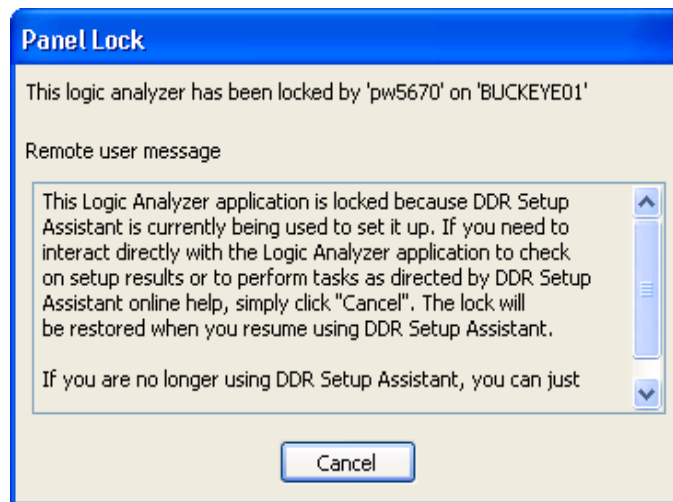 Panel Lock
This logic analyzer has been locked by 'pw5670' on 'BUCKEYE01'
Remote user message
This Logic Analyzer application is locked because DDR Setup
Assistant is currently being used to set it up. If you need to
interact directly with the Logic Analyzer application to check
on setup results or to perform tasks as directed by DDR Setup
Assistant online help, simply click "Cancel". The lock will
be restored when you resume using DDR Setup Assistant.
If you are no longer using DDR Setup Assistant, you can just
Cancel